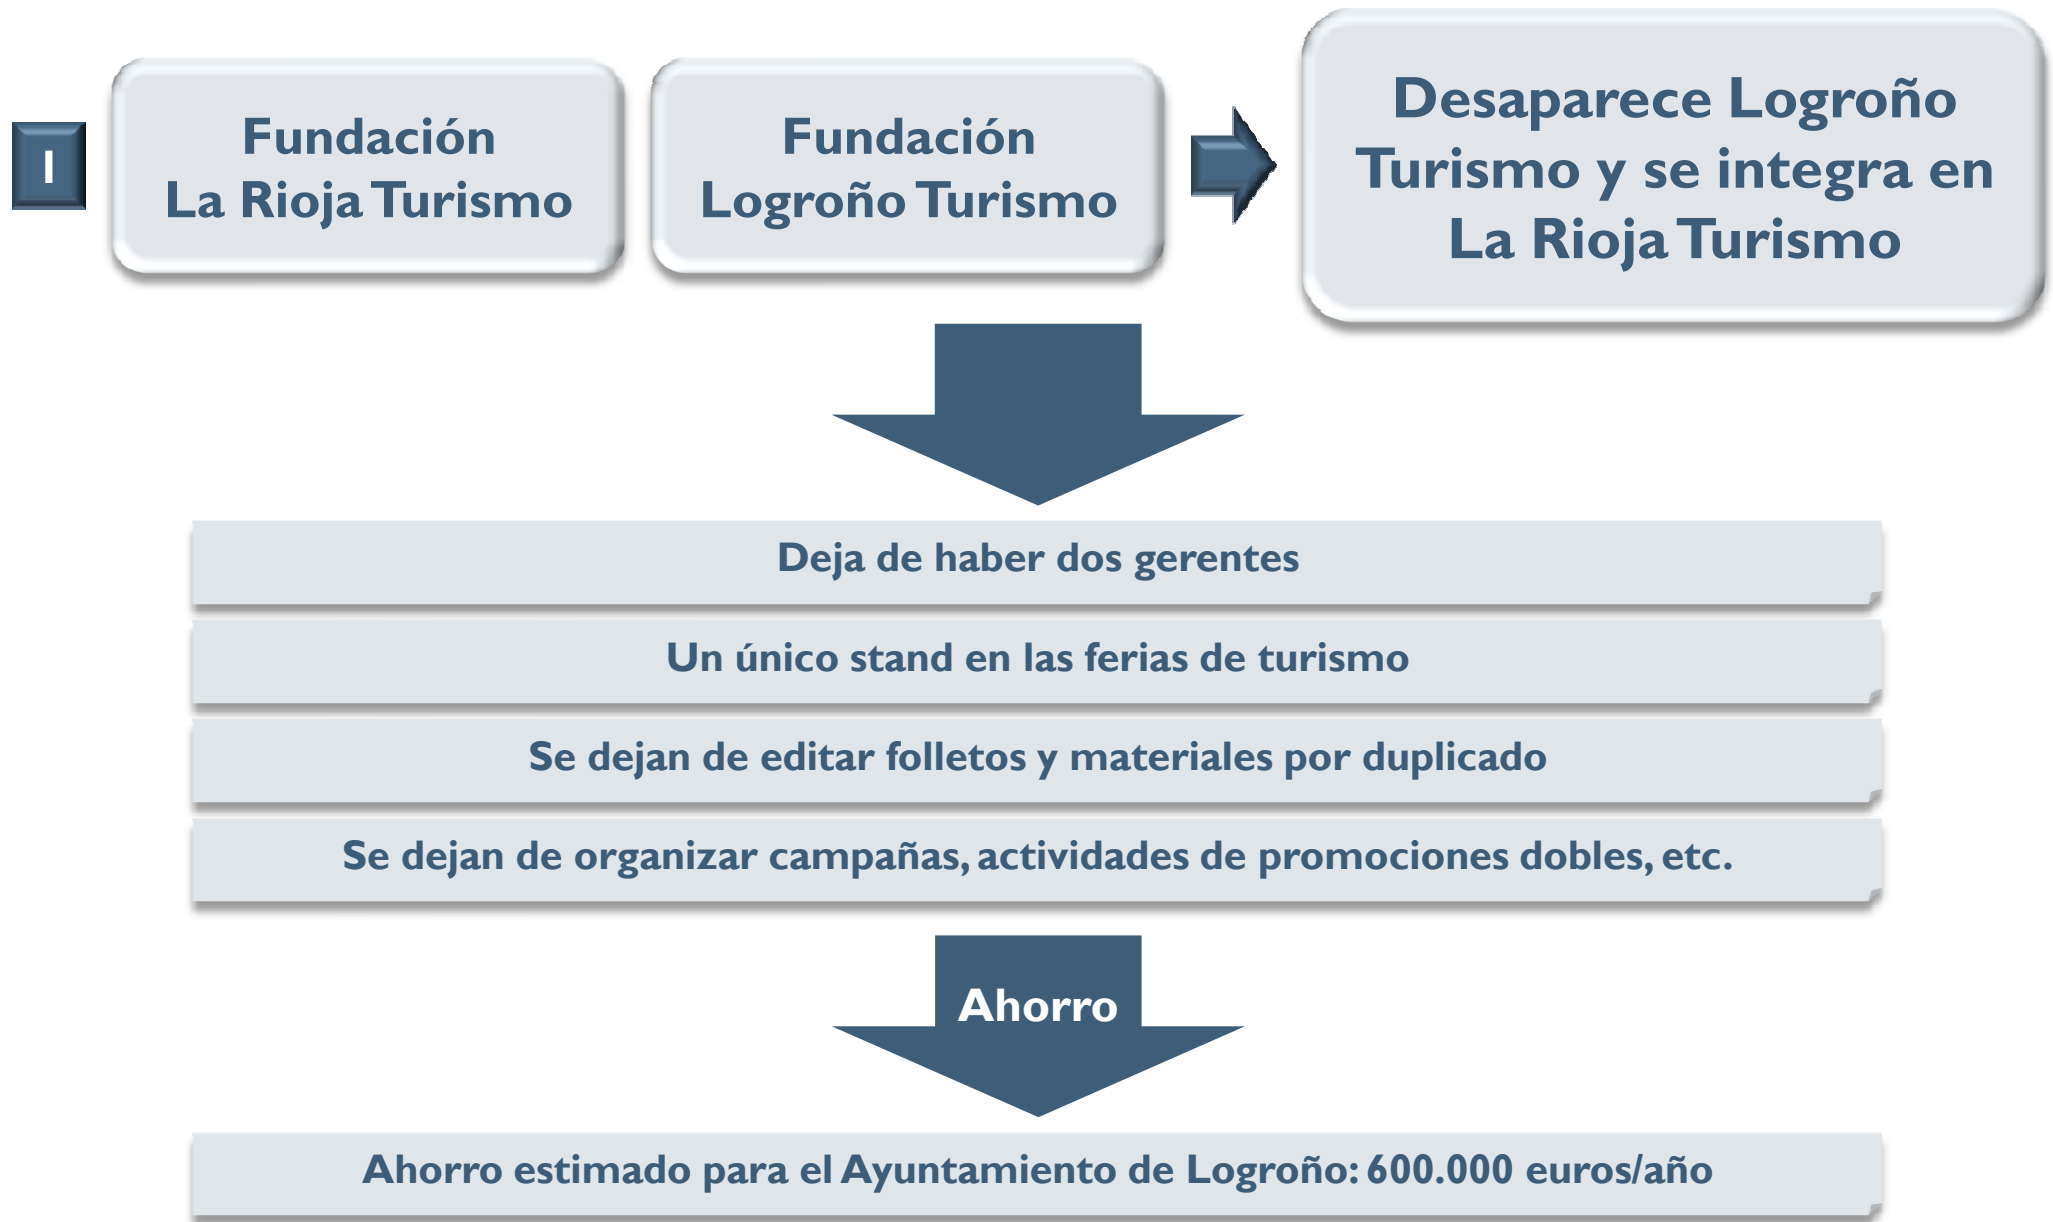 1
Fundación
La Rioja Turismo
Fundación
Logroño Turismo
Desaparece Logroño
Turismo y se integra en
La Rioja Turismo
Deja de haber dos gerentes
Un único stand en las ferias de turismo
Se dejan de editar folletos y materiales por duplicado
Se dejan de organizar campañas, actividades de promociones dobles, etc.
Ahorro
Ahorro estimado para el Ayuntamiento de Logroño: 600.000 euros/año